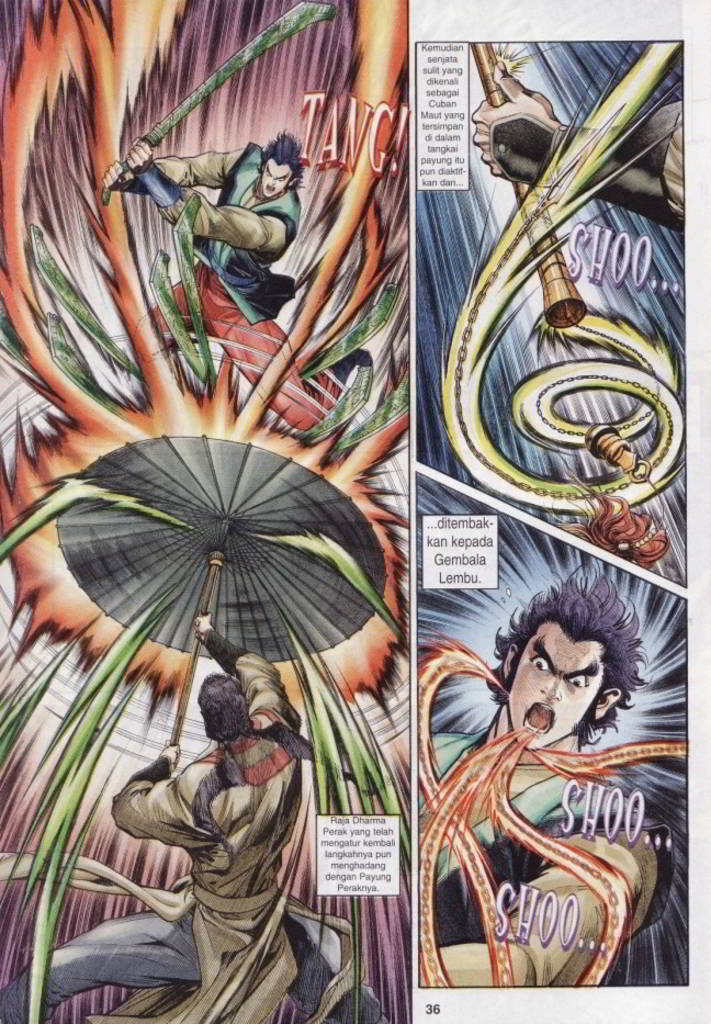 TANG!
Raja Dharma
Perak yang telah
mengatur kembali
langkahnya pun
menghadang
dengan Payung
Peraknya.
Kemudian
senjata
sulit yang
dikenali
sebagai
Cuban
Maut yang
tersimpan
di dalam
tangkai
payung itu
pun diaktif-
kan dan...
SHOO...
...ditembak-
kan kepada
Gembala
Lembu.
SHOO...
SHOO...
36